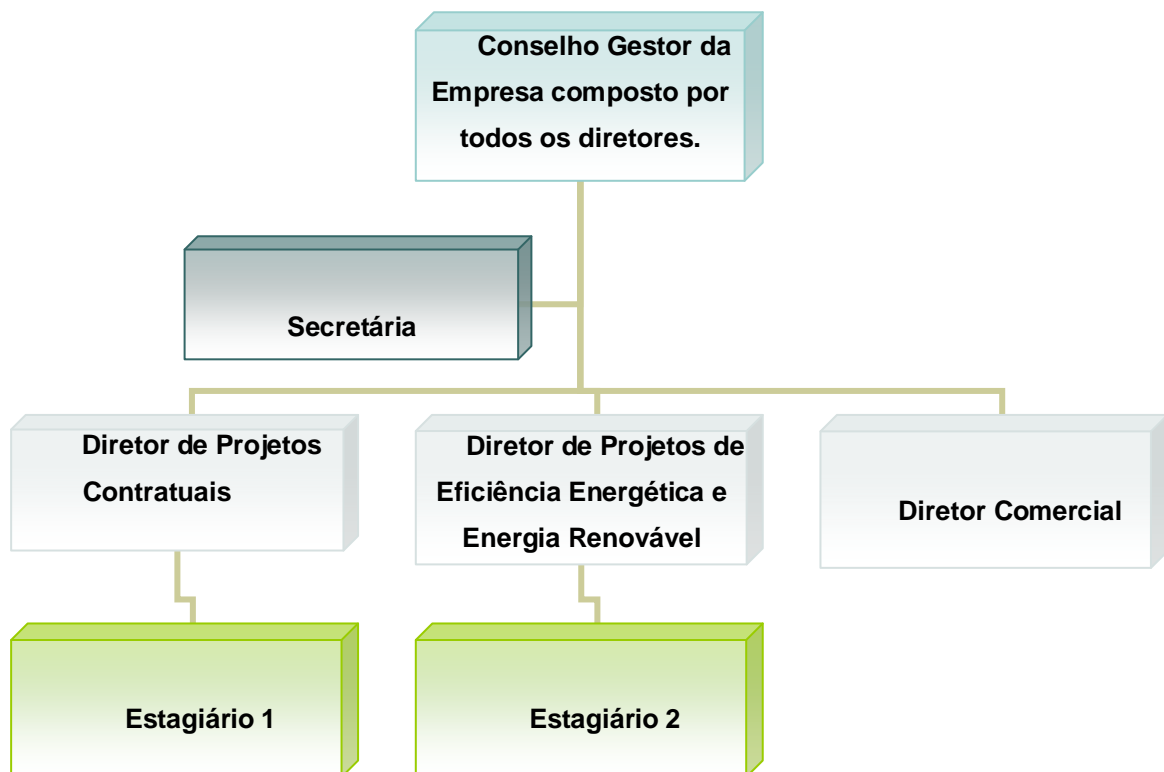 Conselho Gestor da
Empresa composto por
todos os diretores.
Secretária
Diretor de Projetos
Contratuais
Diretor de Projetos de
Eficiência Energética e
Energia Renovável
Diretor Comercial
Estagiário 1
Estagiário 2